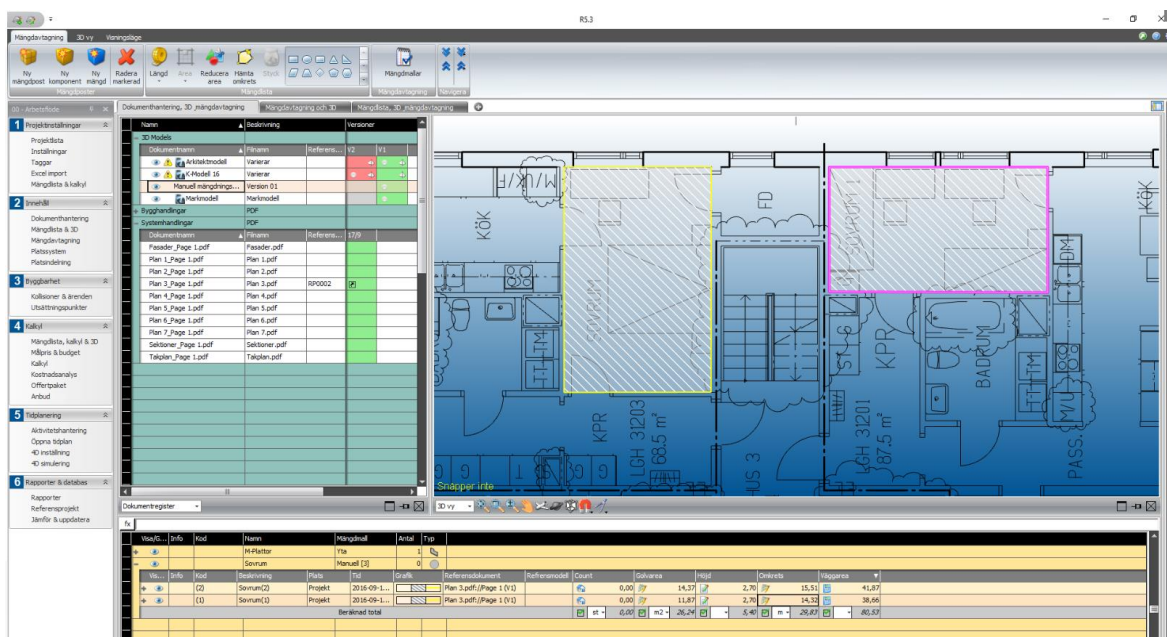 R5.3
Mängdavtagning 3D vy Visningsläge
Ny mängdpost
Ny komponent
Ny mängd
Radera markerad
Längd
Area
Reducera area
Hämta omkrets
Styck
Mängdmallar
Mängdposter Mängdlista Mängdavtagning Navigera
00 - Arbetsflöde
Dokumenthantering, 3D_mängdavtagning Mängdavtagning och 3D Mängdlista, 3D_mängdavtagning
1 Projektinställningar
Projektlista
Inställningar
Taggar
Excel import
Mängdlista & kalkyl
2 Innehåll
Dokumenthantering
Mängdlista & 3D
Mängdavtagning
Platssystem
Platsindelning
3 Byggbarhet
Kollisioner & ärenden
Utsättningspunkter
4 Kalkyl
Mängdlista, kalkyl & 3D
Målpris & budget
Kalkyl
Kostnadsanalys
Offertpaket
Anbud
5 Tidplanering
Aktivitetshantering
Öppna tidplan
4D inställning
4D simulering
6 Rapporter & databas
Rapporter
Referensprojekt
Jämför & uppdatera
Namn Beskrivning Versioner
3D Models
Dokumentnamn Filnamn Referens... V2 V1
Arkitektmodell Varierar
K-Modell 16 Varierar
Manuell mängdnings... Version 01
Markmodell Markmodell
Bygghandlingar PDF
Systemhandlingar PDF
Dokumentnamn Filnamn Referens... 17/9
Fasader_Page 1.pdf Fasader.pdf
Plan 1_Page 1.pdf Plan 1.pdf
Plan 2_Page 1.pdf Plan 2.pdf
Plan 3_Page 1.pdf Plan 3.pdf RP0002
Plan 4_Page 1.pdf Plan 4.pdf
Plan 5_Page 1.pdf Plan 5.pdf
Plan 6_Page 1.pdf Plan 6.pdf
Plan 7_Page 1.pdf Plan 7.pdf
Sektioner_Page 1.pdf Sektioner.pdf
Takplan_Page 1.pdf Takplan.pdf
Dokumentregister
KÖK
M/UK/F
SOVRUM
FD
SOVRUM
KÖK
DM
KPR
LGH 31203
68.5 m²
HUS 3
ST
KPR
BADRUM
LGH 31201
87.5 m²
TM
M/U
PASS.
Snäpper inte
3D vy
fx
Visa/G... Info Kod Namn Mängdmall Antal Typ
M-Plattor Yta 1
Sovrum Manuell [3] 0
Vis... Info Kod Beskrivning Plats Tid Grafik Referensdokument Refrensmodell Count Golvarea Höjd Omkrets Väggarea
(2) Sovrum(2) Projekt 2016-09-1... Plan 3.pdf://Page 1 (V1) 0,00 14,37 2,70 15,51 41,87
(1) Sovrum(1) Projekt 2016-09-1... Plan 3.pdf://Page 1 (V1) 0,00 11,87 2,70 14,32 38,66
Beräknad total st 0,00 m2 26,24 5,40 m 29,83 80,53